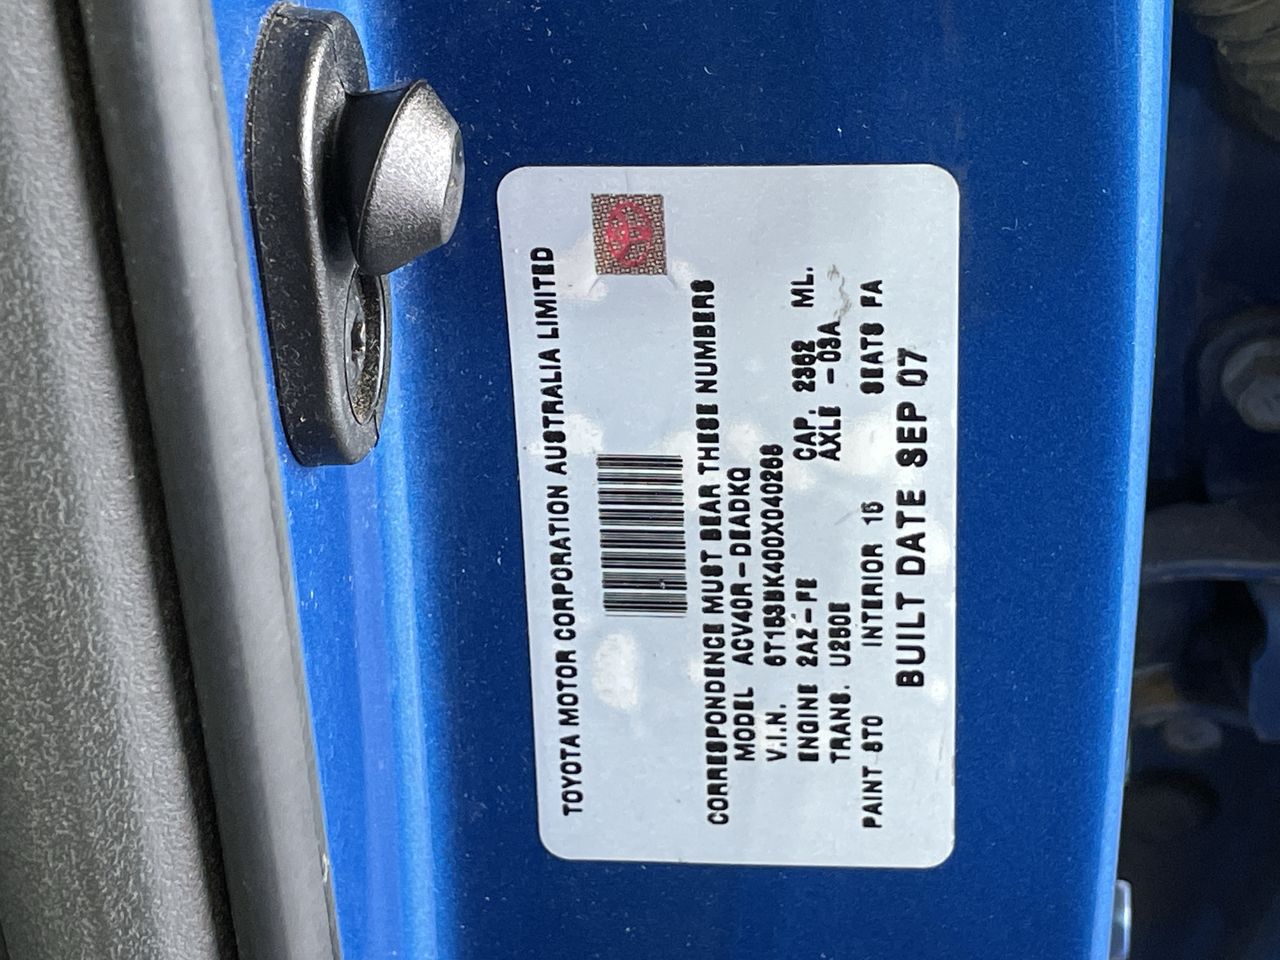 TOYOTA MOTOR CORPORATION AUSTRALIA LIMITED
CORRESPONDENCE MUST BEAR THESE NUMBERS
MODEL ACV40R-DEADKQ
V.I.N. 6T153BK400X040268
ENGINE 2AZ-FE CAP. 2362 ML.
TRANS. U250E AXLE -03A
PAINT 8T0 INTERIOR 15 SEATS FA
BUILT DATE SEP 07